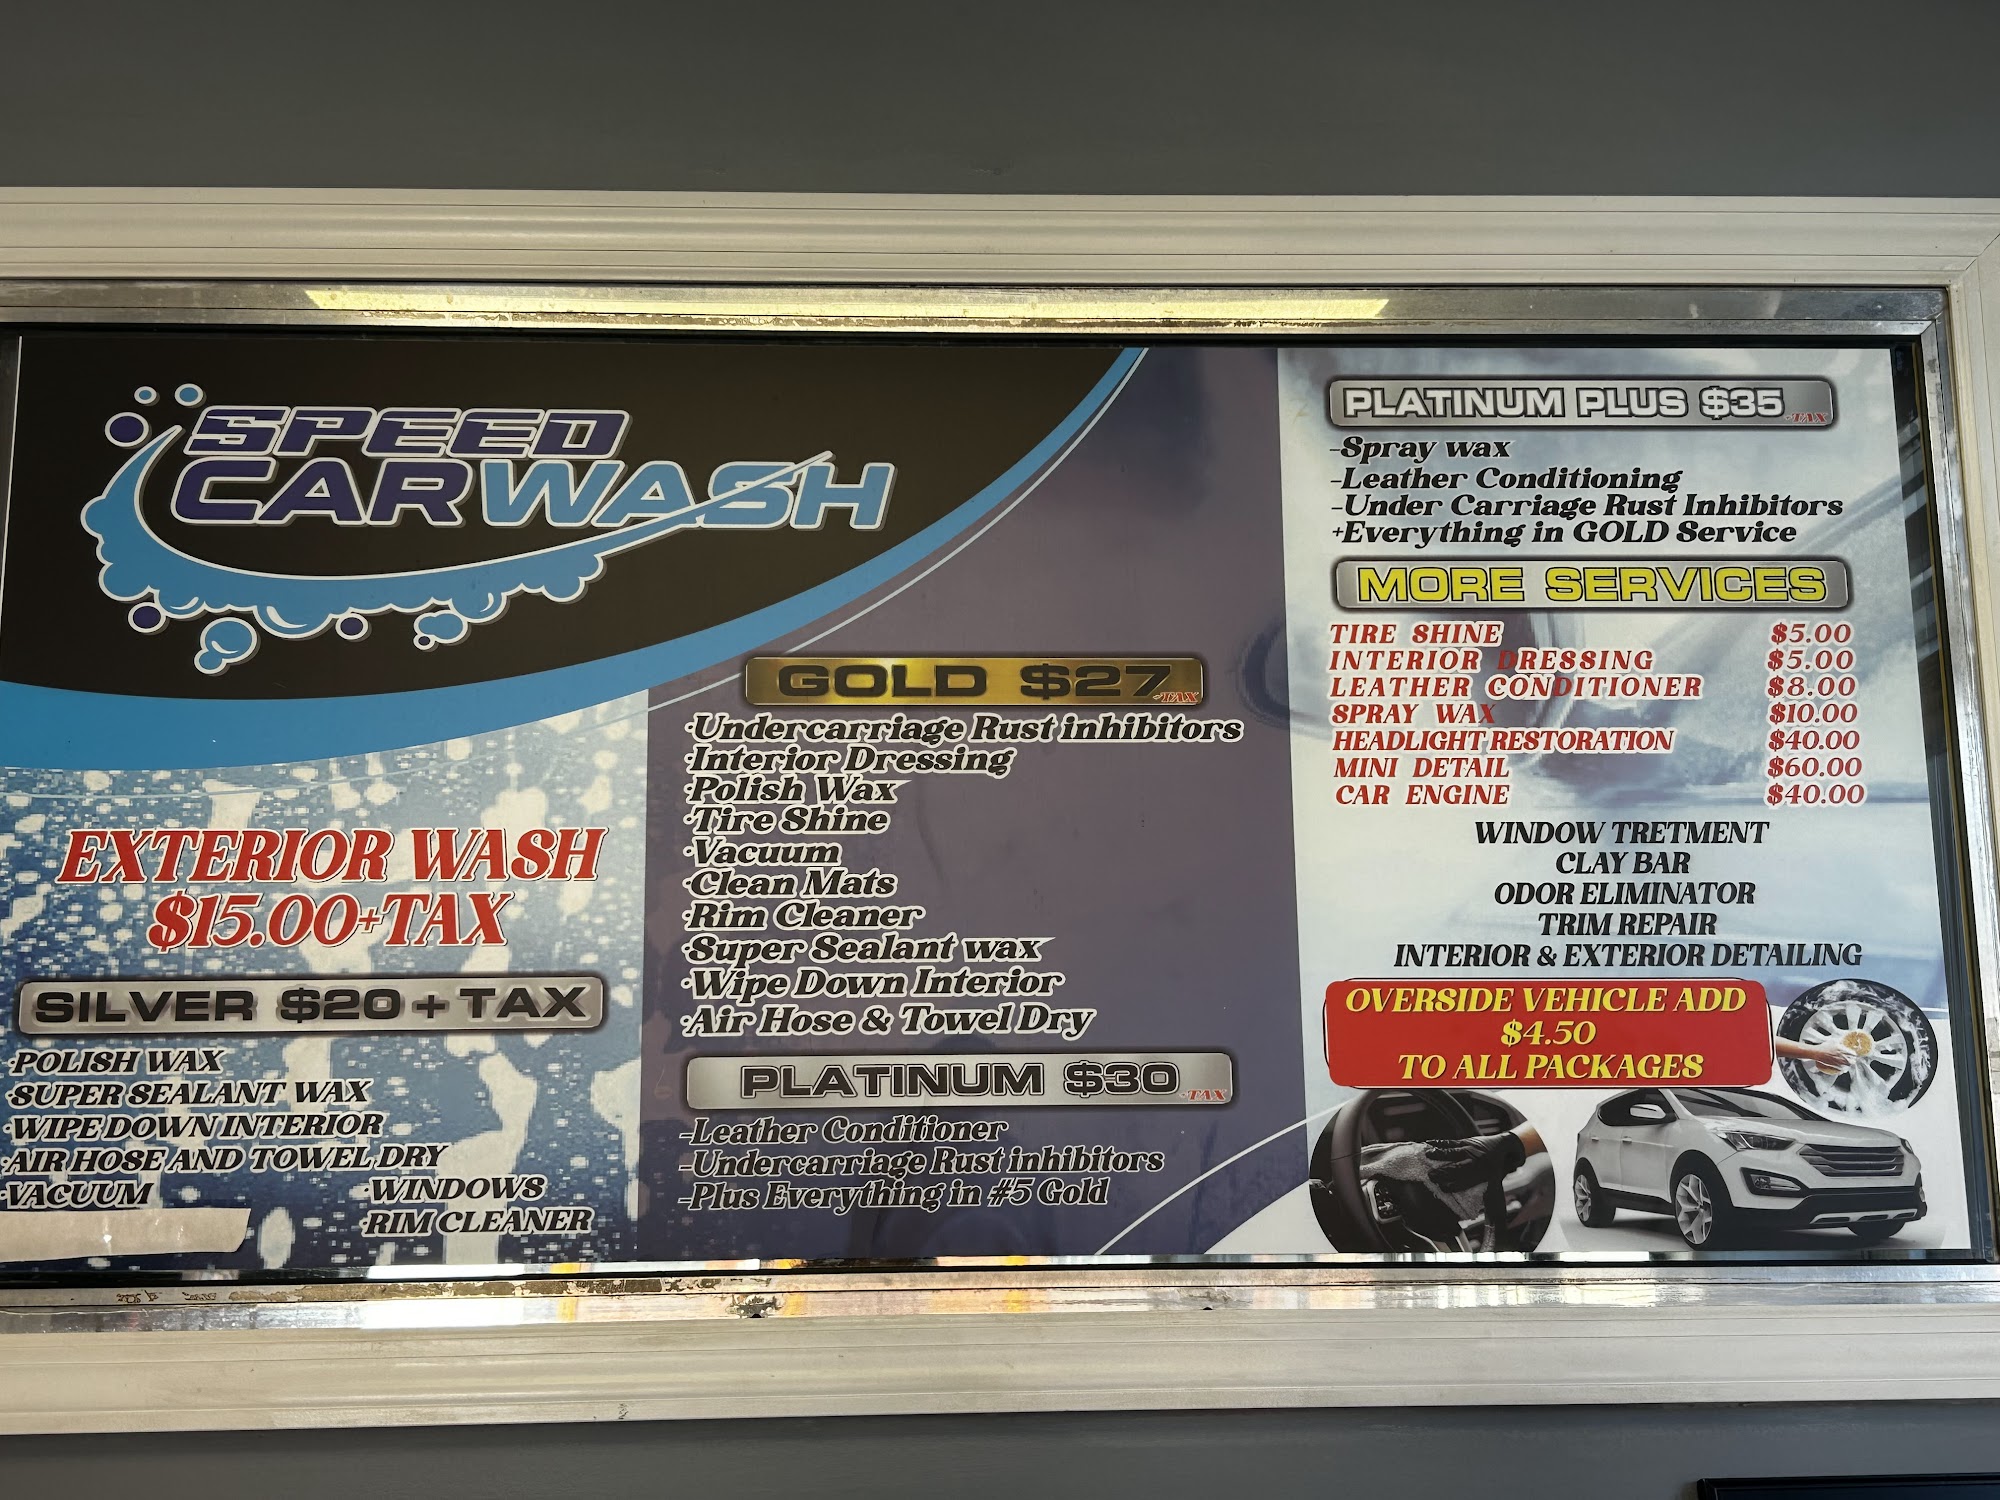 SPEED
CARWASH
EXTERIOR WASH
$15.00+TAX
SILVER $20 + TAX
·POLISH WAX
·SUPER SEALANT WAX
·WIPE DOWN INTERIOR
·AIR HOSE AND TOWEL DRY
·VACUUM
·WINDOWS
·RIM CLEANER
GOLD $27 +TAX
·Undercarriage Rust inhibitors
·Interior Dressing
·Polish Wax
·Tire Shine
·Vacuum
·Clean Mats
·Rim Cleaner
·Super Sealant wax
·Wipe Down Interior
·Air Hose & Towel Dry
PLATINUM $30 +TAX
-Leather Conditioner
-Undercarriage Rust inhibitors
-Plus Everything in #5 Gold
PLATINUM PLUS $35 +TAX
-Spray wax
-Leather Conditioning
-Under Carriage Rust Inhibitors
+Everything in GOLD Service
MORE SERVICES
TIRE SHINE $5.00
INTERIOR DRESSING $5.00
LEATHER CONDITIONER $8.00
SPRAY WAX $10.00
HEADLIGHT RESTORATION $40.00
MINI DETAIL $60.00
CAR ENGINE $40.00
WINDOW TRETMENT
CLAY BAR
ODOR ELIMINATOR
TRIM REPAIR
INTERIOR & EXTERIOR DETAILING
OVERSIDE VEHICLE ADD
$4.50
TO ALL PACKAGES